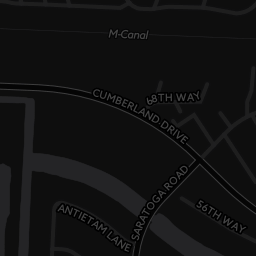 M-Canal
68TH WAY
CUMBERLAND DRIVE
SARATOGA ROAD
56TH WAY
ANTIETAM LANE